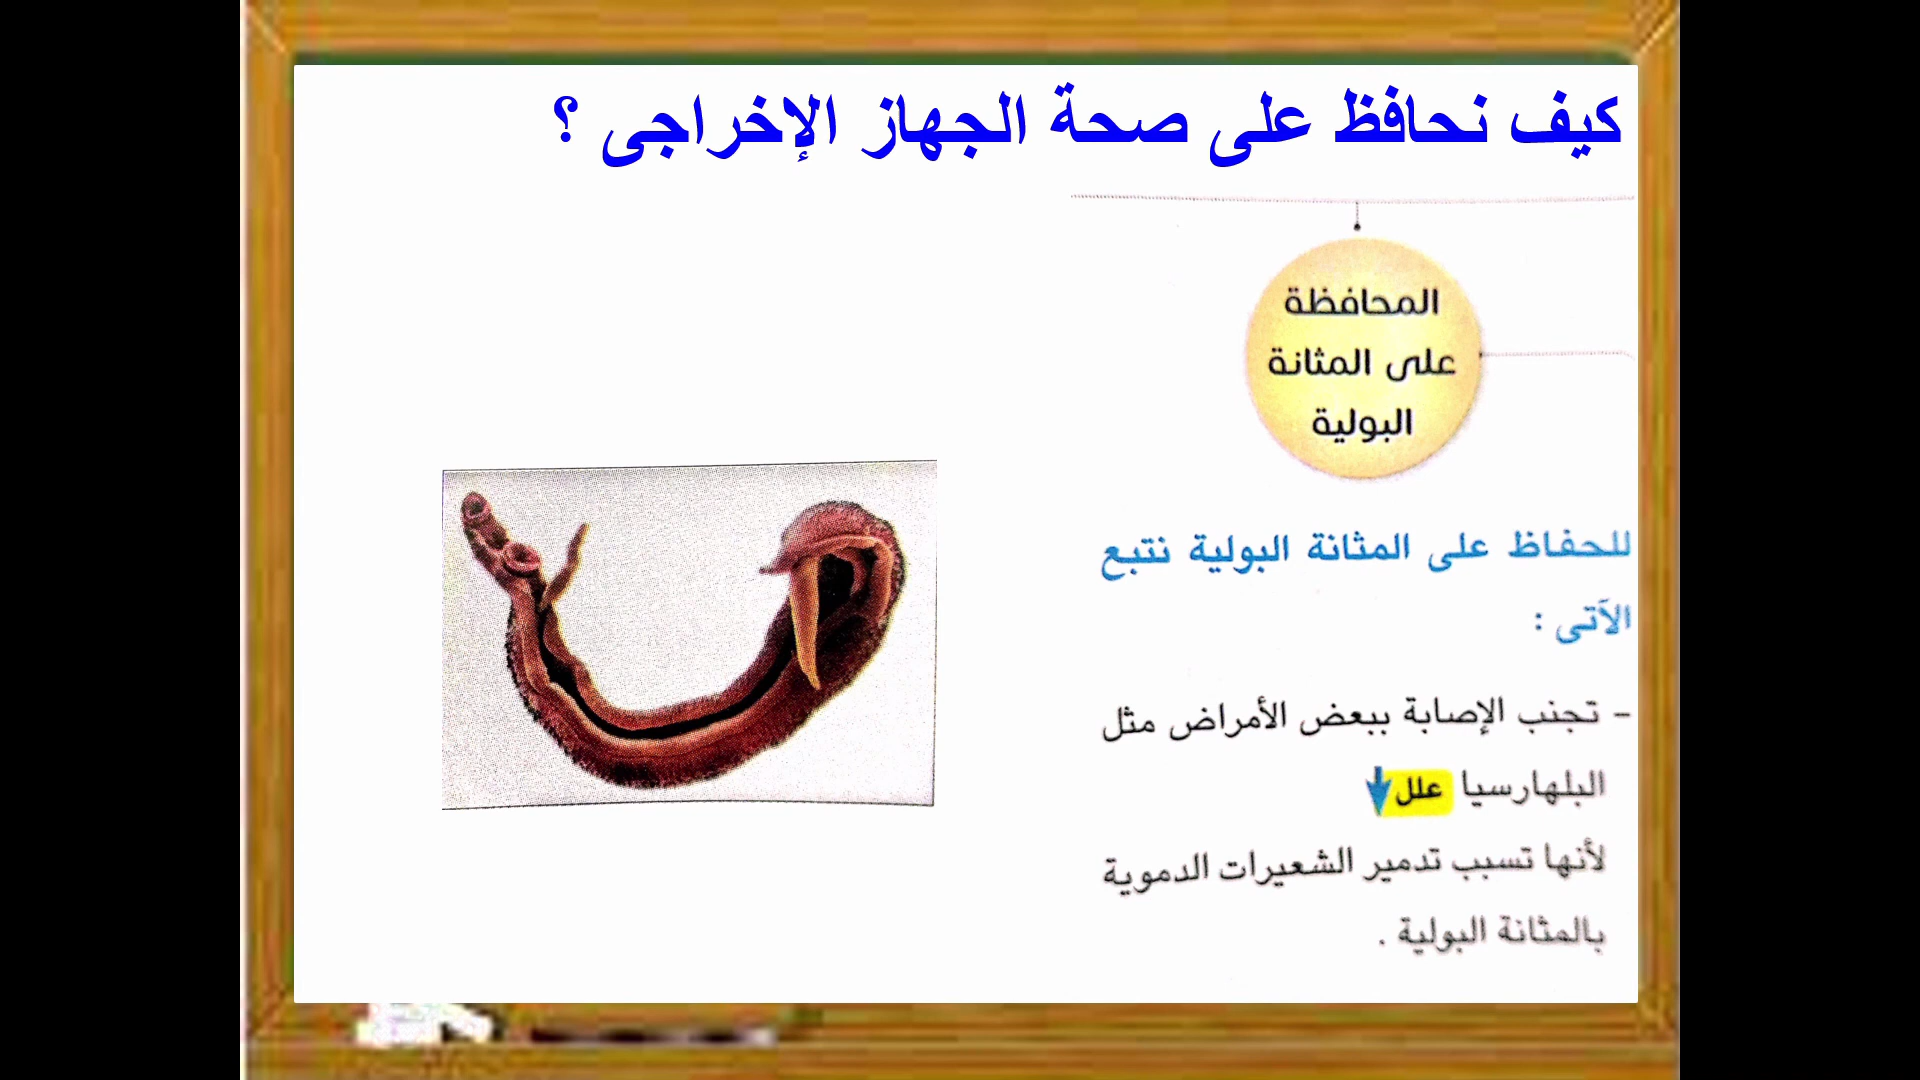 كيف نحافظ على صحة الجهاز الإخراجى ؟
المحافظة
على المثانة
البولية
للحفاظ على المثانة البولية نتبع
الآتى :
- تجنب الإصابة ببعض الأمراض مثل
البلهارسيا علل
لأنها تسبب تدمير الشعيرات الدموية
بالمثانة البولية .